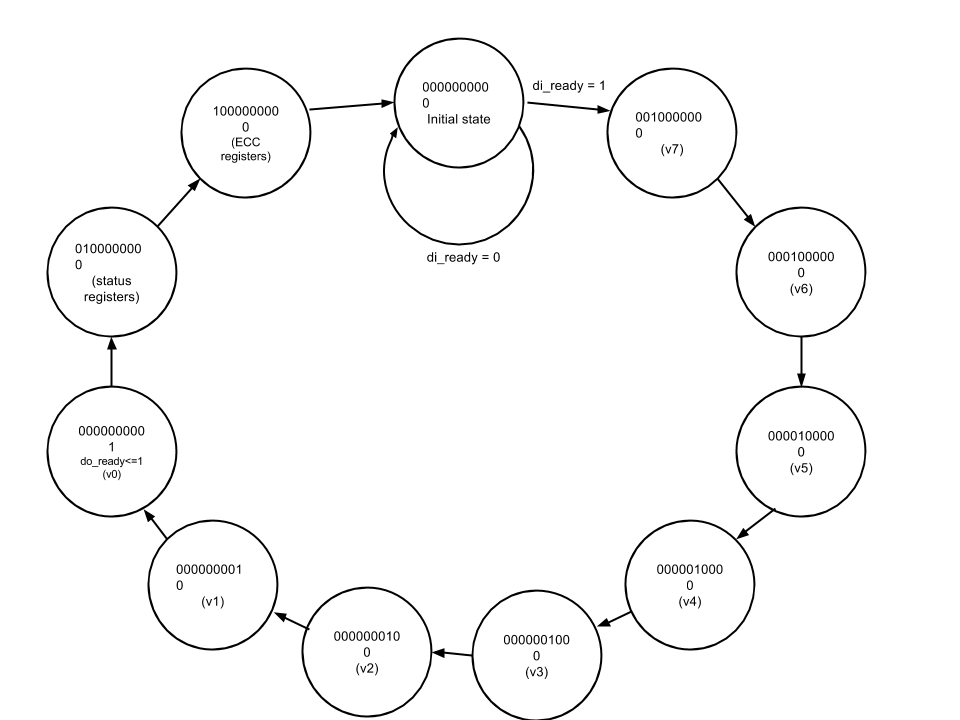 000000000
0
Initial state
di_ready = 1
di_ready = 0
001000000
0
(v7)
000100000
0
(v6)
000010000
0
(v5)
000001000
0
(v4)
000000100
0
(v3)
000000010
0
(v2)
000000001
0
(v1)
000000000
1
do_ready<=1
(v0)
010000000
0
(status
registers)
100000000
0
(ECC
registers)